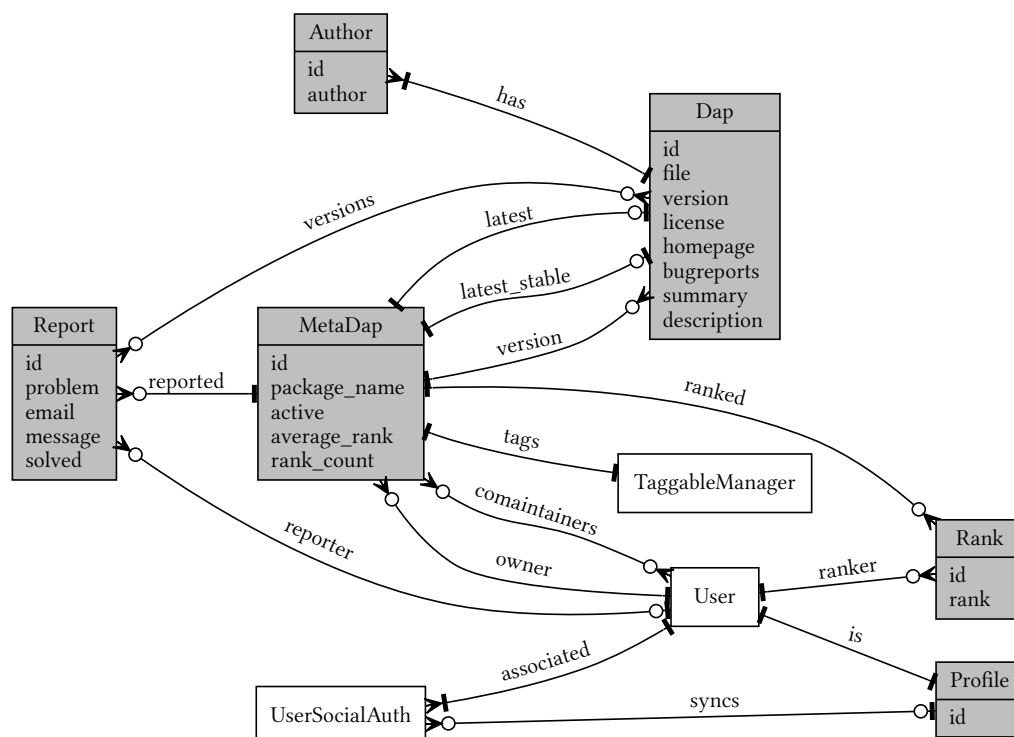 Author
id
author
has
Dap
id
file
version
license
homepage
bugreports
summary
description
versions
latest
latest_stable
version
Report
id
problem
email
message
solved
reported
MetaDap
id
package_name
active
average_rank
rank_count
ranked
tags
TaggableManager
comaintainers
owner
reporter
User
ranker
Rank
id
rank
is
associated
UserSocialAuth
syncs
Profile
id